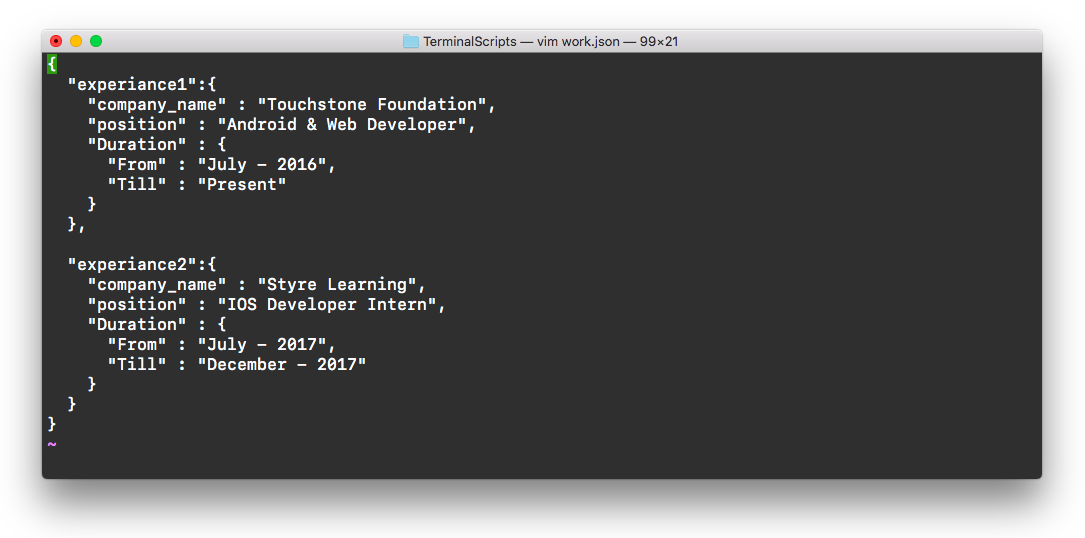 TerminalScripts — vim work.json — 99×21
{
  "experiance1":{
    "company_name" : "Touchstone Foundation",
    "position" : "Android & Web Developer",
    "Duration" : {
      "From" : "July - 2016",
      "Till" : "Present"
    }
  },

  "experiance2":{
    "company_name" : "Styre Learning",
    "position" : "IOS Developer Intern",
    "Duration" : {
      "From" : "July - 2017",
      "Till" : "December - 2017"
    }
  }
}
~